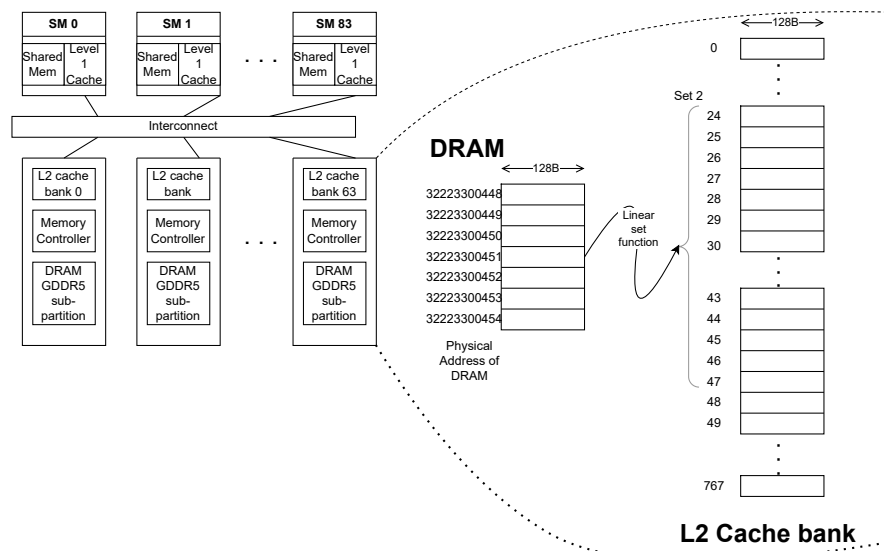 SM 0
SM 1
SM 83
Shared Mem
Level 1 Cache
Shared Mem
Level 1 Cache
. . .
Shared Mem
Level 1 Cache
Interconnect
L2 cache
bank 0
L2 cache
bank
L2 cache
bank 63
Memory
Controller
Memory
Controller
. . .
Memory
Controller
DRAM
GDDR5
sub-
partition
DRAM
GDDR5
sub-
partition
DRAM
GDDR5
sub-
partition
DRAM
128B
32223300448
32223300449
32223300450
32223300451
32223300452
32223300453
32223300454
Physical
Address of
DRAM
Linear
set
function
128B
0
Set 2
24
25
26
27
28
29
30
43
44
45
46
47
48
49
767
L2 Cache bank